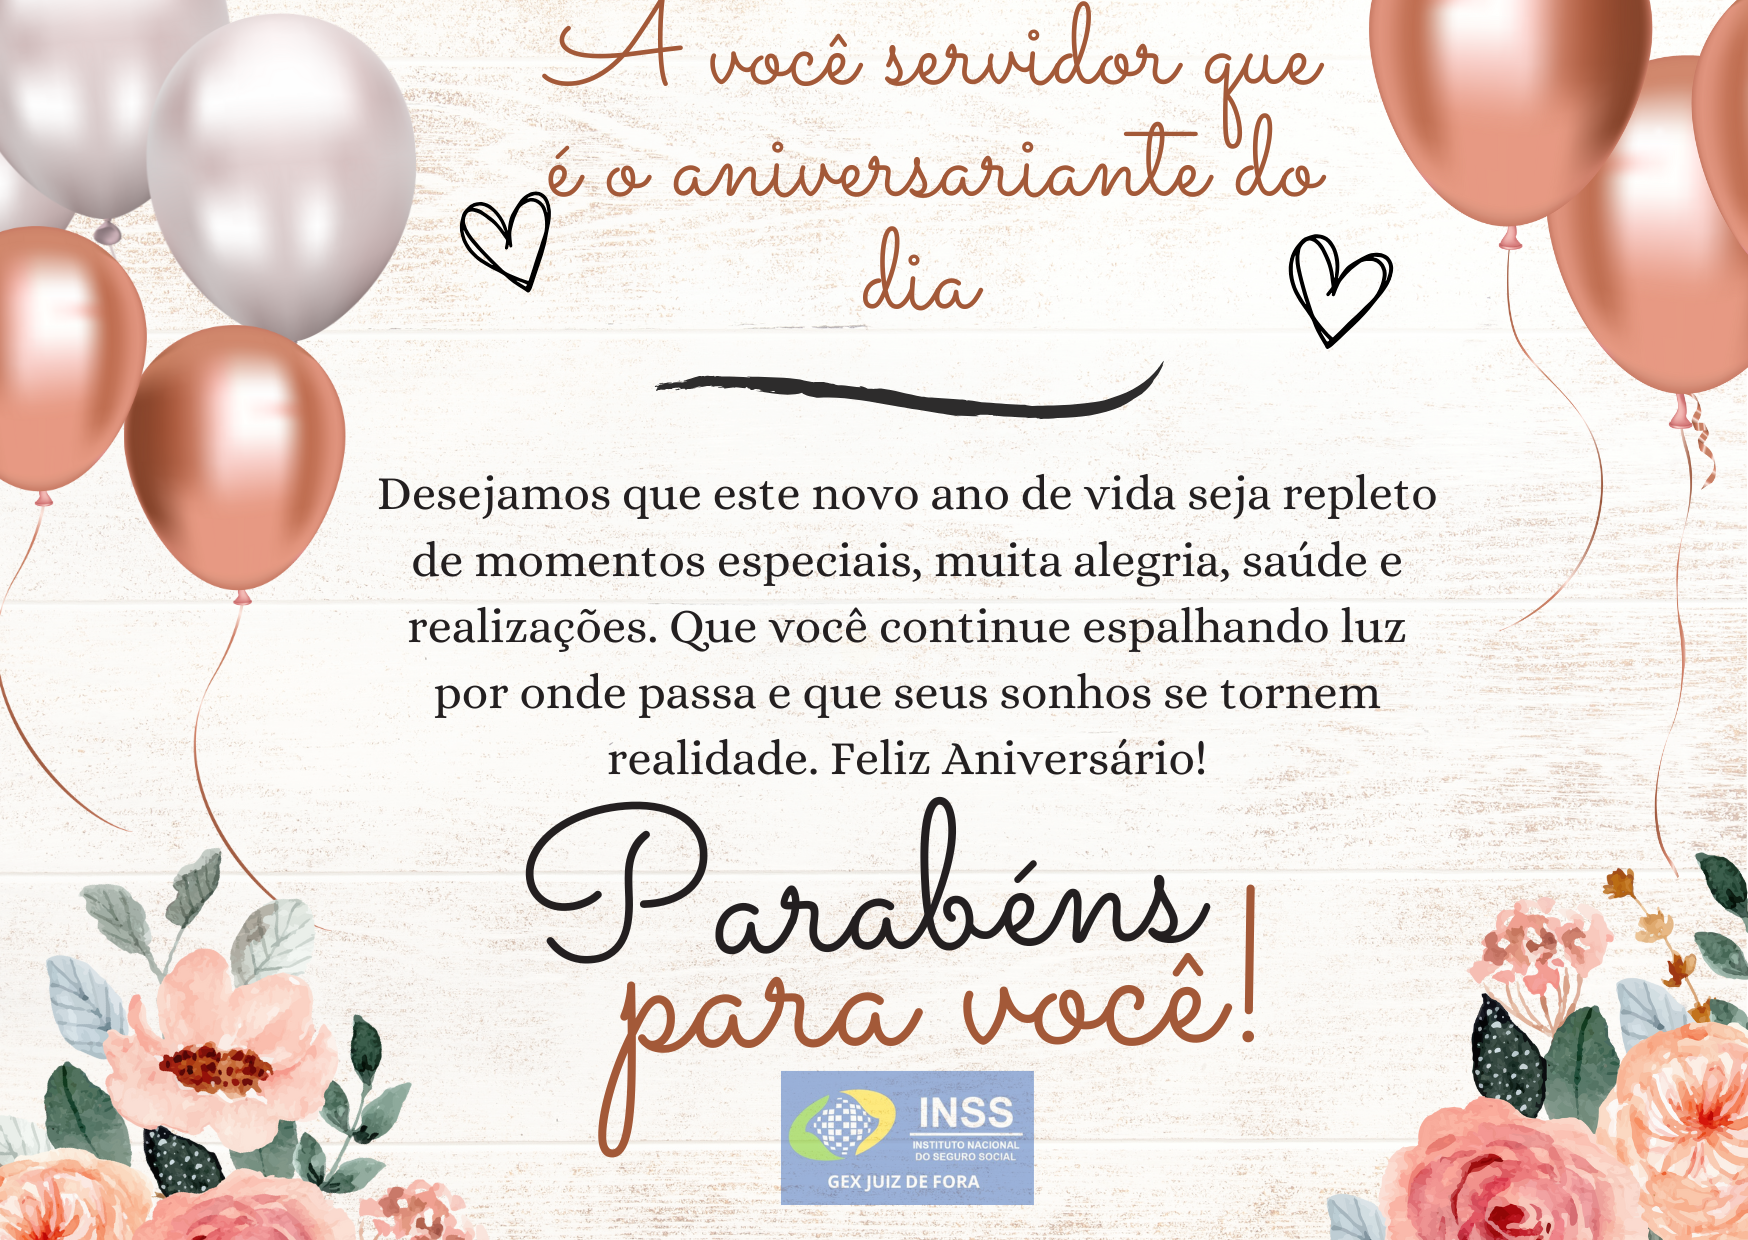 A você servidor que
é o aniversariante do
dia
Desejamos que este novo ano de vida seja repleto
de momentos especiais, muita alegria, saúde e
realizações. Que você continue espalhando luz
por onde passa e que seus sonhos se tornem
realidade. Feliz Aniversário!
Parabéns
para você!
INSS
INSTITUTO NACIONAL
DO SEGURO SOCIAL
GEX JUIZ DE FORA